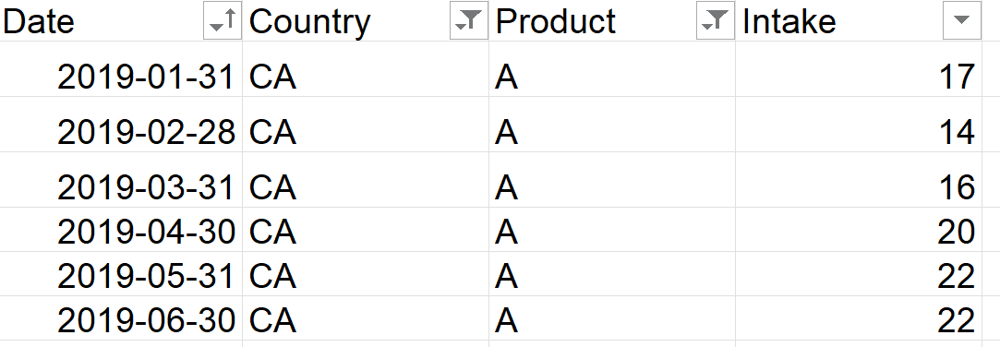 Date Country Product Intake
2019-01-31 CA A 17
2019-02-28 CA A 14
2019-03-31 CA A 16
2019-04-30 CA A 20
2019-05-31 CA A 22
2019-06-30 CA A 22